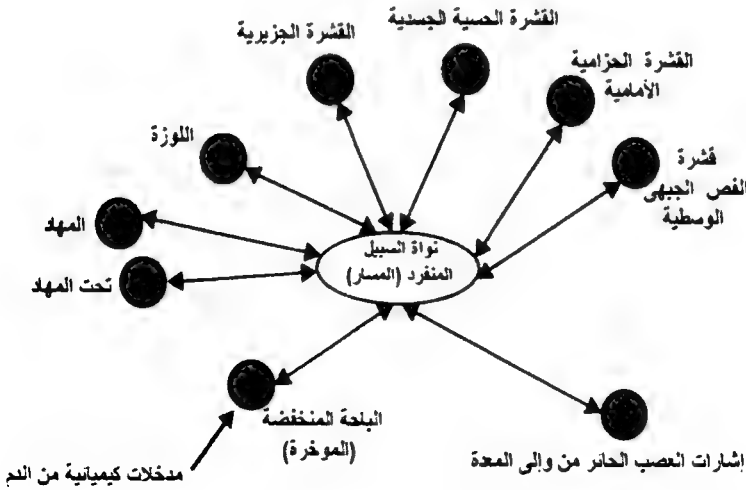 القشرة الحسية الجسدية
القشرة الجزيرية
القشرة الحزامية
الأمامية
اللوزة
قشرة
الفص الجبهي
الوسطية
المهاد
نواة السبيل
المنفرد (المسار)
تحت المهاد
الباحة المنخفضة
(الموخرة)
إشارات العصب الحائر من وإلى المعدة
مدخلات كيميائية من الدم